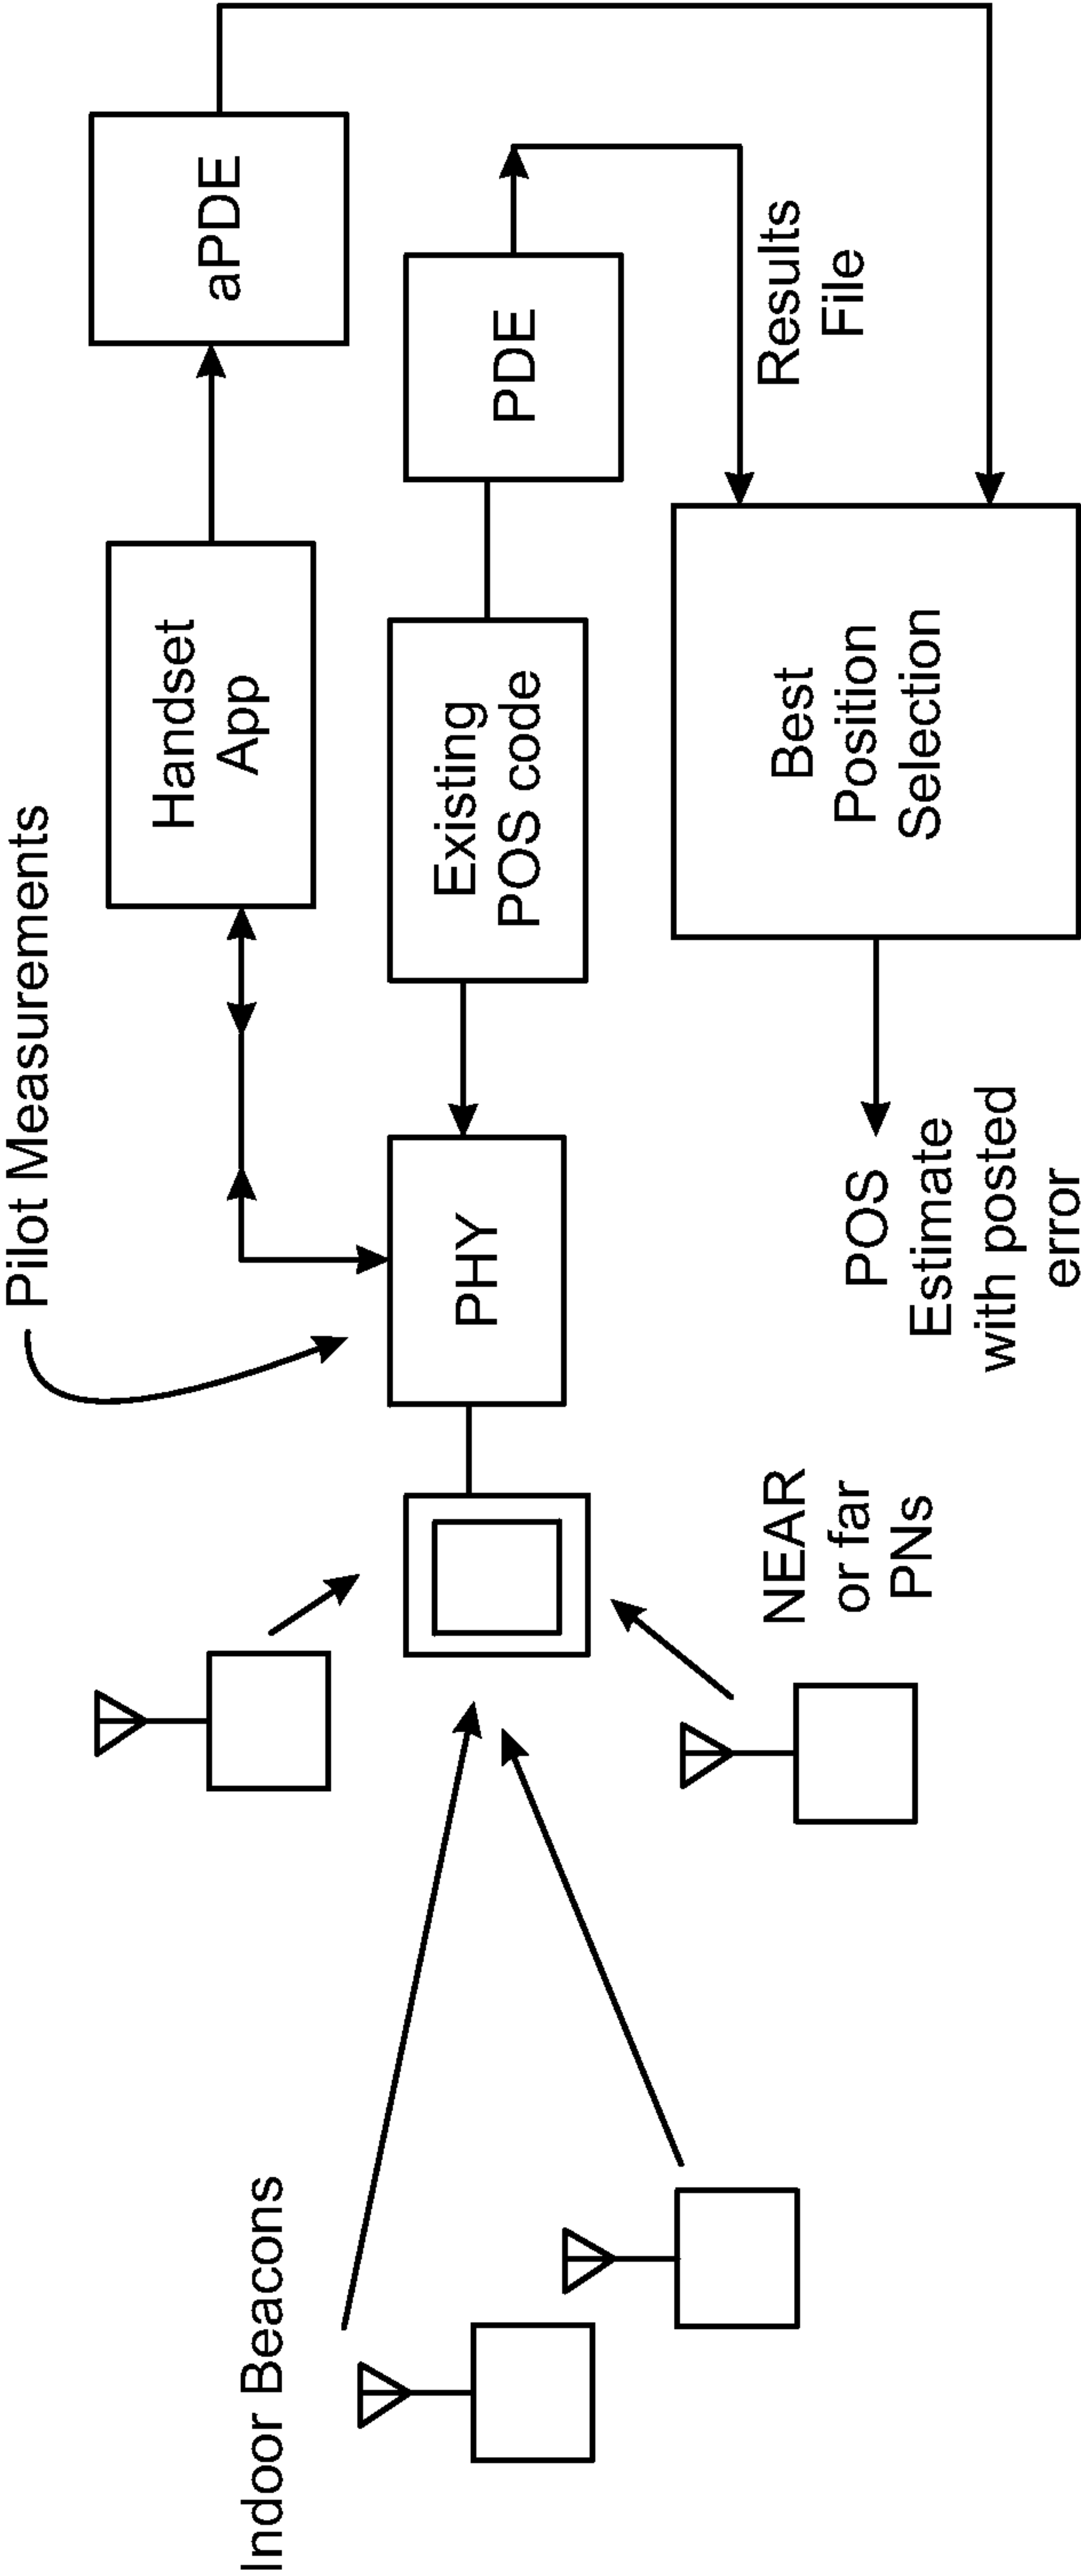 Pilot Measurements
Indoor Beacons
Handset
App
aPDE
PHY
Existing
POS code
PDE
NEAR
or far
PNs
Results
File
Best
Position
Selection
POS
Estimate
with posted
error